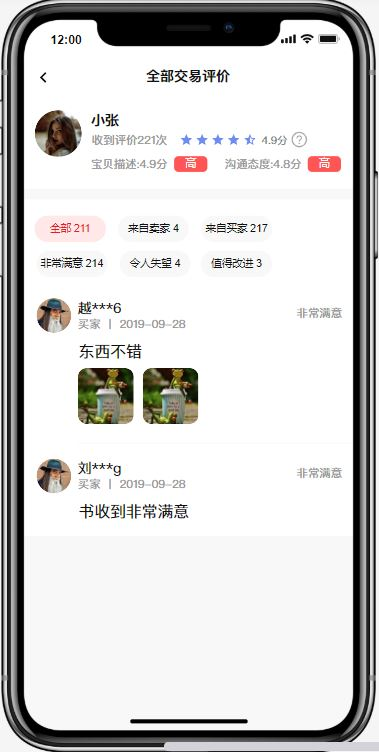 12:00
全部交易评价
小张
收到评价221次 4.9分 ?
宝贝描述:4.9分 高 沟通态度:4.8分 高
全部 211 来自卖家 4 来自买家 217
非常满意 214 令人失望 4 值得改进 3
越***6 非常满意
买家 | 2019-09-28
东西不错
刘***g 非常满意
买家 | 2019-09-28
书收到非常满意